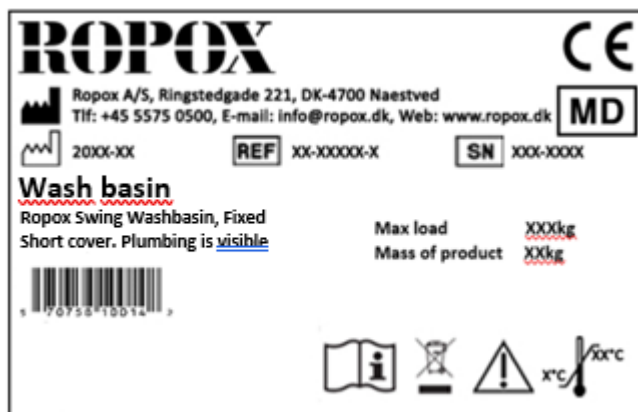 ROPOX CE
Ropox A/S, Ringstedgade 221, DK-4700 Naestved
Tlf: +45 5575 0500, E-mail: info@ropox.dk, Web: www.ropox.dk MD
20XX-XX REF XX-XXXXX-X SN XXX-XXXX
Wash basin
Ropox Swing Washbasin, Fixed
Short cover. Plumbing is visible
Max load XXXkg
Mass of product XXkg
5 70758 10014 >
i X°C XX°C